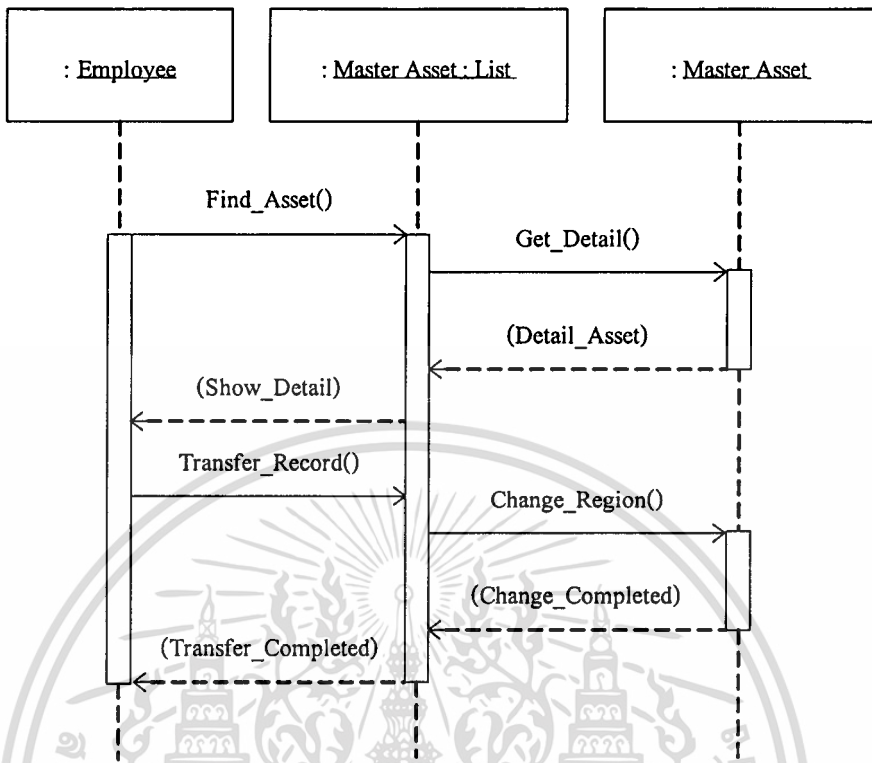 : Employee
: Master Asset : List
: Master Asset
Find_Asset()
Get_Detail()
(Detail_Asset)
(Show_Detail)
Transfer_Record()
Change_Region()
(Change_Completed)
(Transfer_Completed)